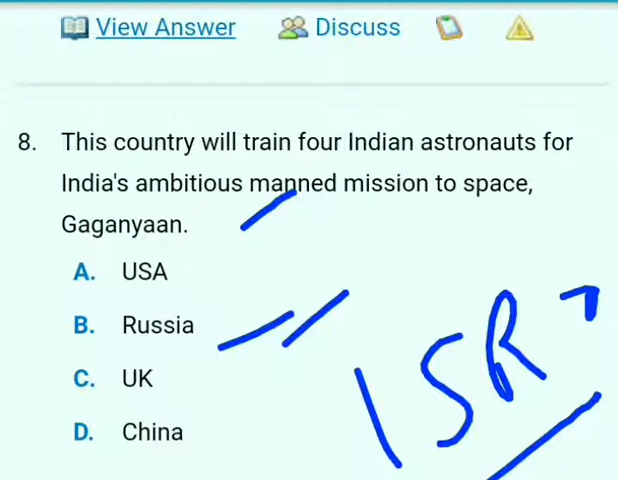 View Answer Discuss
8. This country will train four Indian astronauts for
India's ambitious manned mission to space,
Gaganyaan.
A. USA
B. Russia
C. UK
D. China
ISR